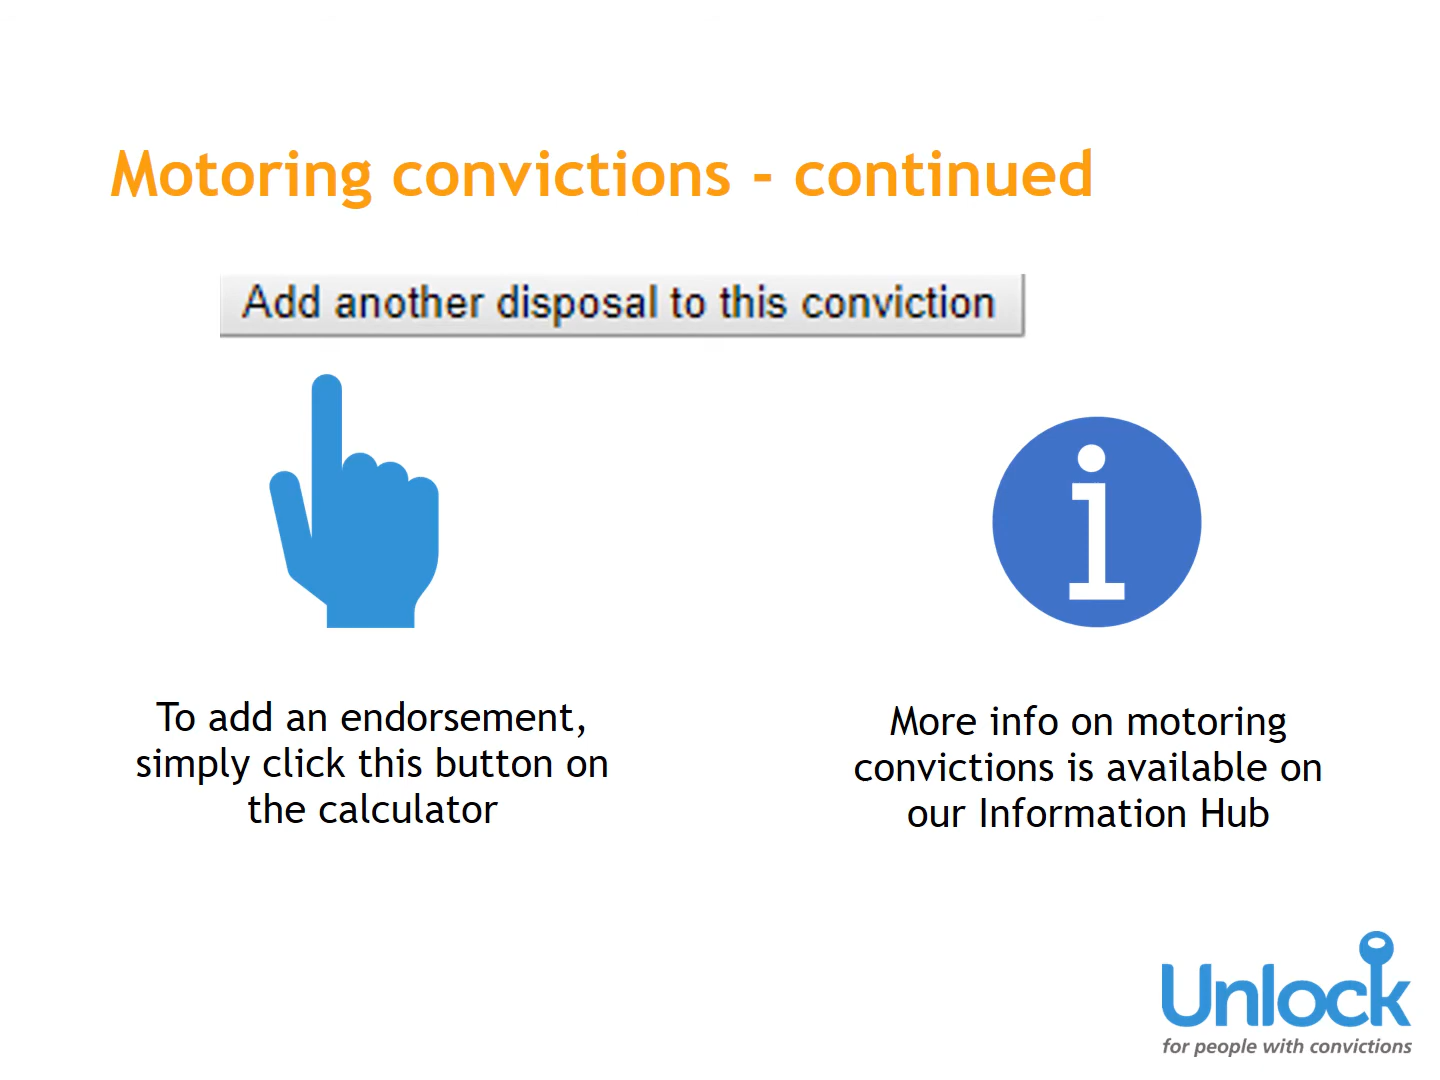 Motoring convictions - continued
Add another disposal to this conviction
To add an endorsement,
simply click this button on
the calculator
More info on motoring
convictions is available on
our Information Hub
Unlock
for people with convictions